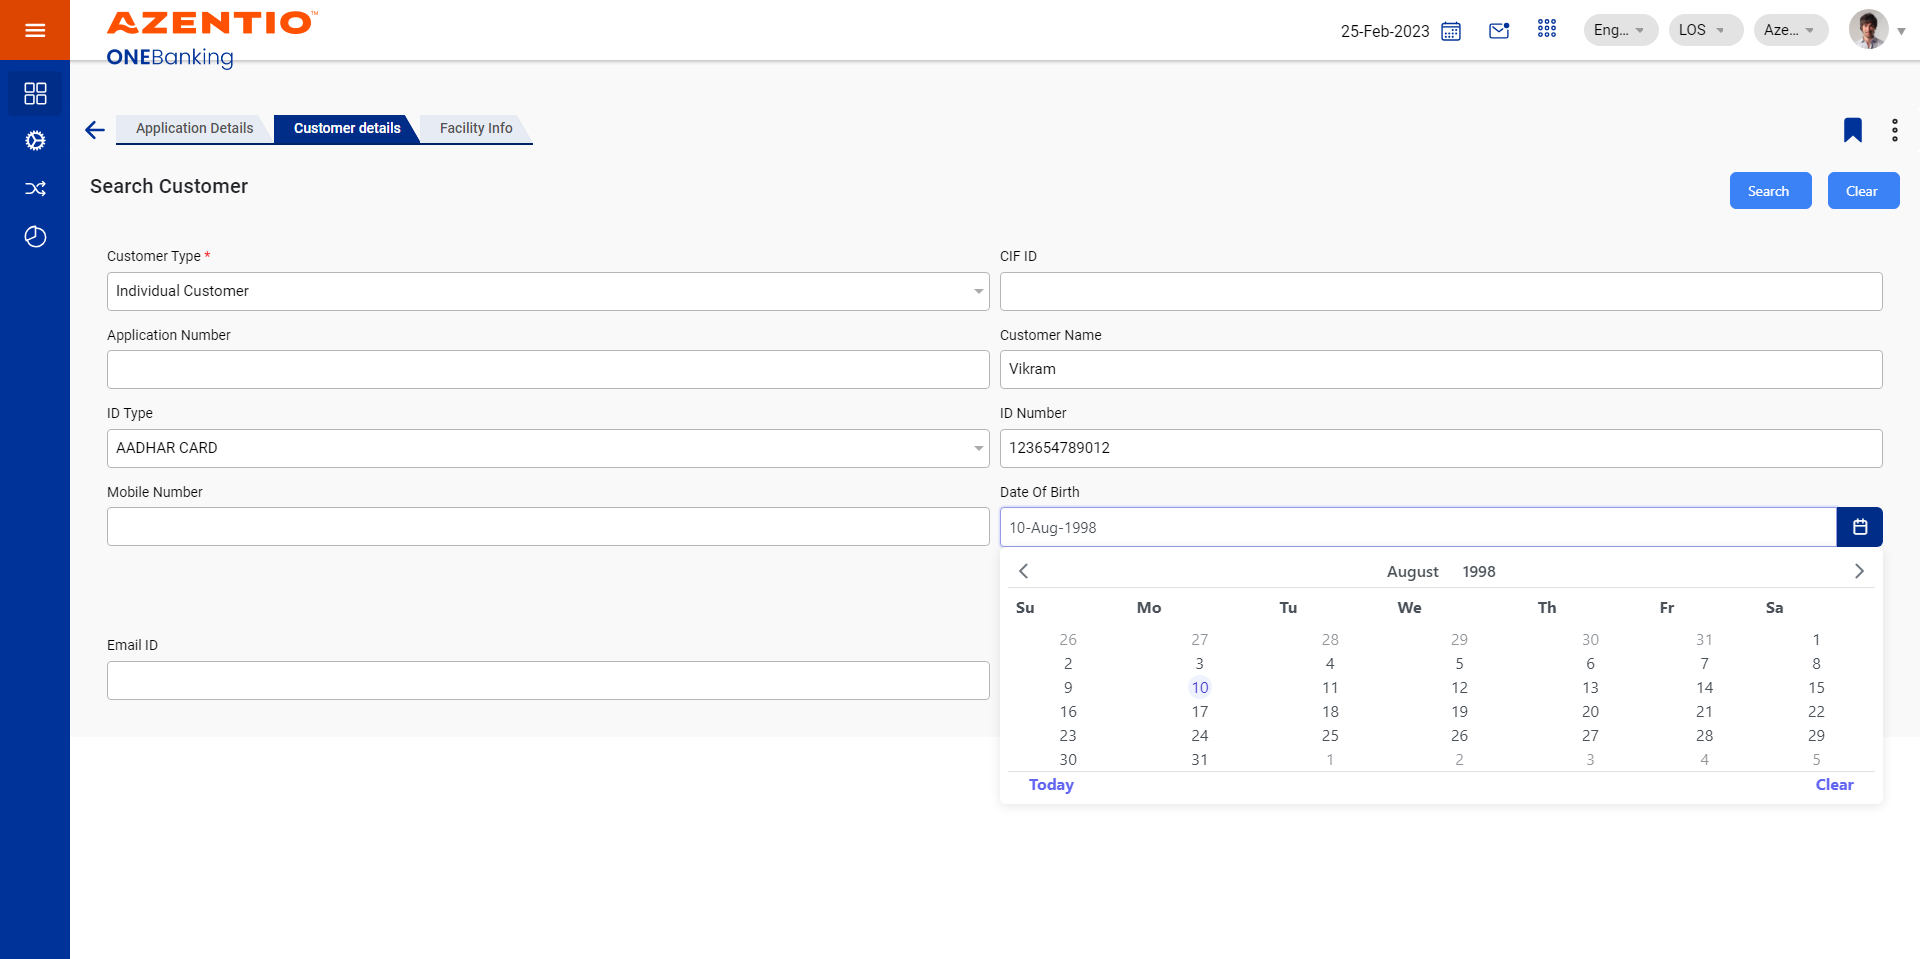 AZENTIO™
ONEBanking
25-Feb-2023
Eng...
LOS
Aze...
Application Details
Customer details
Facility Info
Search Customer
Search
Clear
Customer Type *
CIF ID
Individual Customer
Application Number
Customer Name
Vikram
ID Type
ID Number
AADHAR CARD
123654789012
Mobile Number
Date Of Birth
10-Aug-1998
August 1998
Su Mo Tu We Th Fr Sa
26 27 28 29 30 31 1
2 3 4 5 6 7 8
9 10 11 12 13 14 15
16 17 18 19 20 21 22
23 24 25 26 27 28 29
30 31 1 2 3 4 5
Today Clear
Email ID